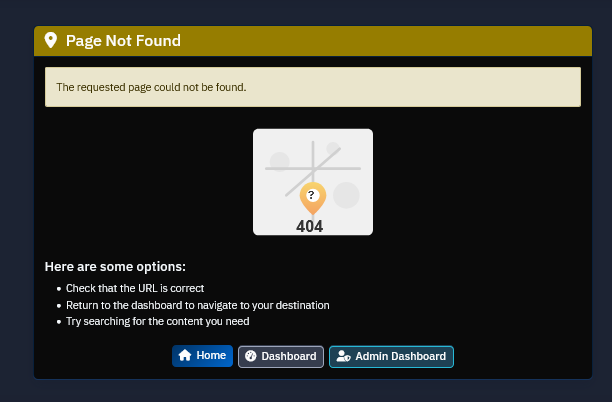 Page Not Found
The requested page could not be found.
?
404
Here are some options:
• Check that the URL is correct
• Return to the dashboard to navigate to your destination
• Try searching for the content you need
Home Dashboard Admin Dashboard